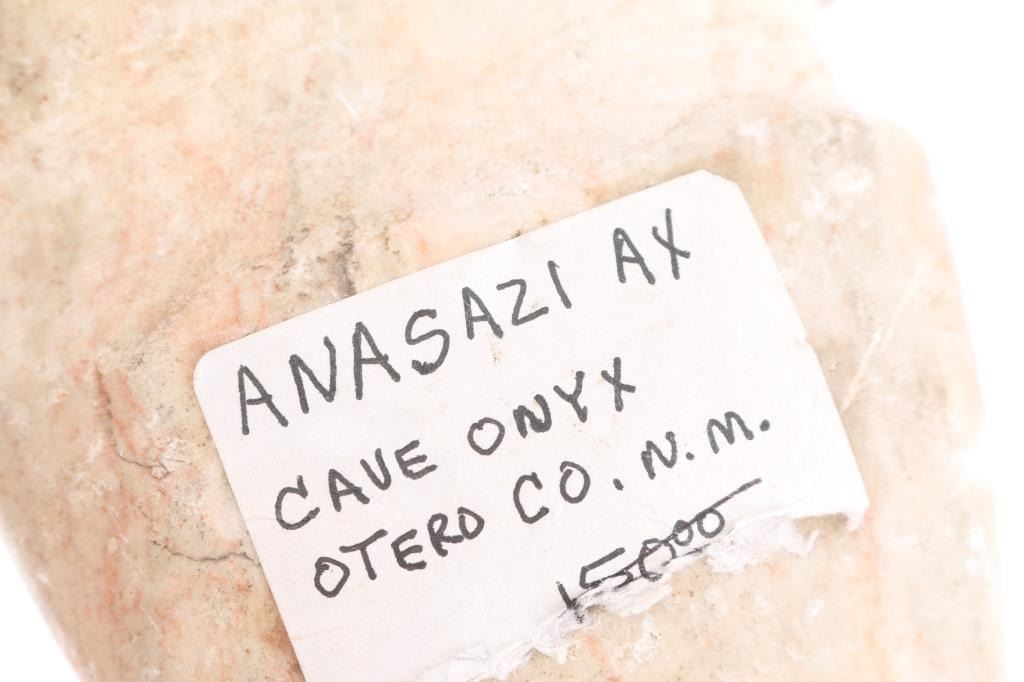 ANASAZI AX
CAVE ONYX
OTERO CO. N.M.
15000